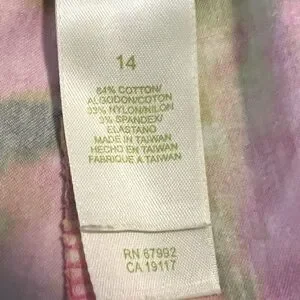 14
64% COTTON/
ALGODON/COTON
33% NYLON/NILON
3% SPANDEX/
ELASTANO
MADE IN TAIWAN
HECHO EN TAIWAN
FABRIQUE A TAIWAN
RN 67992
CA 19117